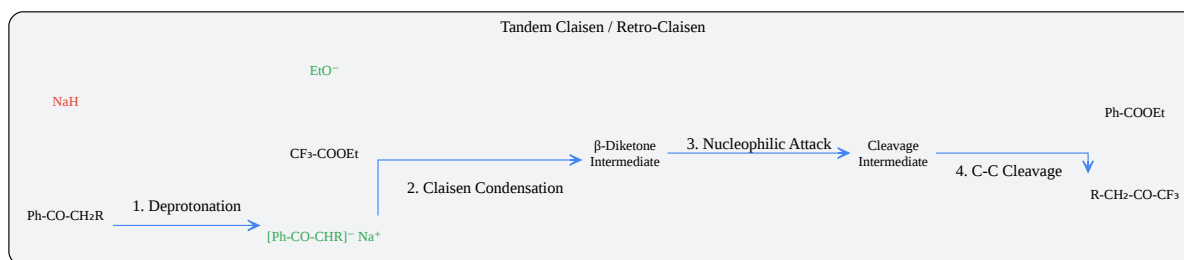 Tandem Claisen / Retro-Claisen
EtO⁻
NaH
Ph-COOEt
CF₃-COOEt
β-Diketone
Intermediate
3. Nucleophilic Attack
Cleavage
Intermediate
4. C-C Cleavage
2. Claisen Condensation
R-CH₂-CO-CF₃
1. Deprotonation
Ph-CO-CH₂R
[Ph-CO-CHR]⁻ Na⁺